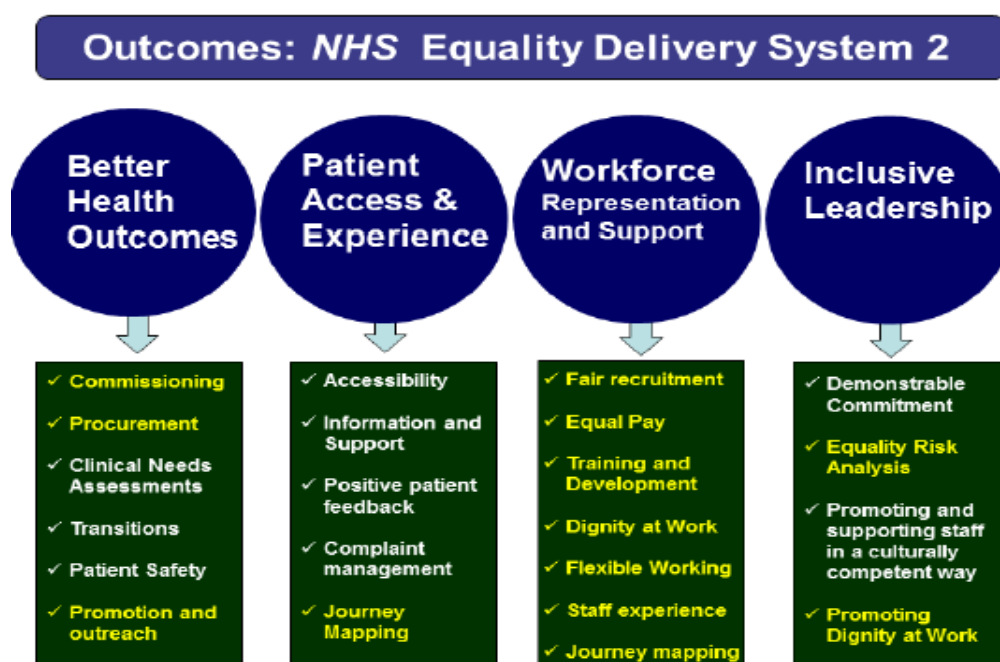 Outcomes: NHS Equality Delivery System 2
Better
Health
Outcomes
Patient
Access &
Experience
Workforce
Representation
and Support
Inclusive
Leadership
✓ Commissioning
✓ Procurement
✓ Clinical Needs
Assessments
✓ Transitions
✓ Patient Safety
✓ Promotion and
outreach
✓ Accessibility
✓ Information and
Support
✓ Positive patient
feedback
✓ Complaint
management
✓ Journey
Mapping
✓ Fair recruitment
✓ Equal Pay
✓ Training and
Development
✓ Dignity at Work
✓ Flexible Working
✓ Staff experience
✓ Journey mapping
✓ Demonstrable
Commitment
✓ Equality Risk
Analysis
✓ Promoting and
supporting staff
in a culturally
competent way
✓ Promoting
Dignity at Work